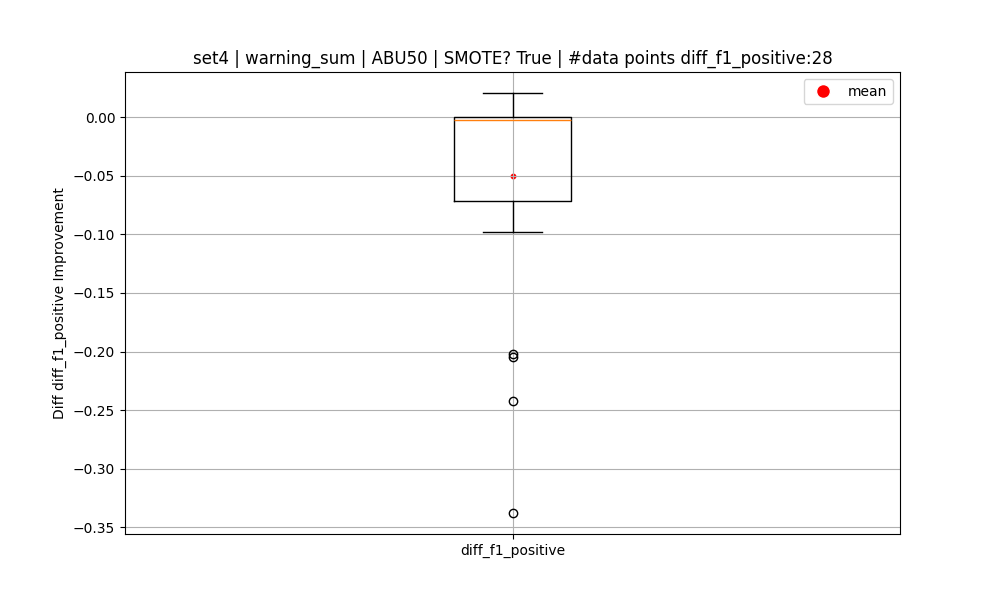 set4 | warning_sum | ABU50 | SMOTE? True | #data points diff_f1_positive:28
mean
Diff diff_f1_positive Improvement
0.00
−0.05
−0.10
−0.15
−0.20
−0.25
−0.30
−0.35
diff_f1_positive